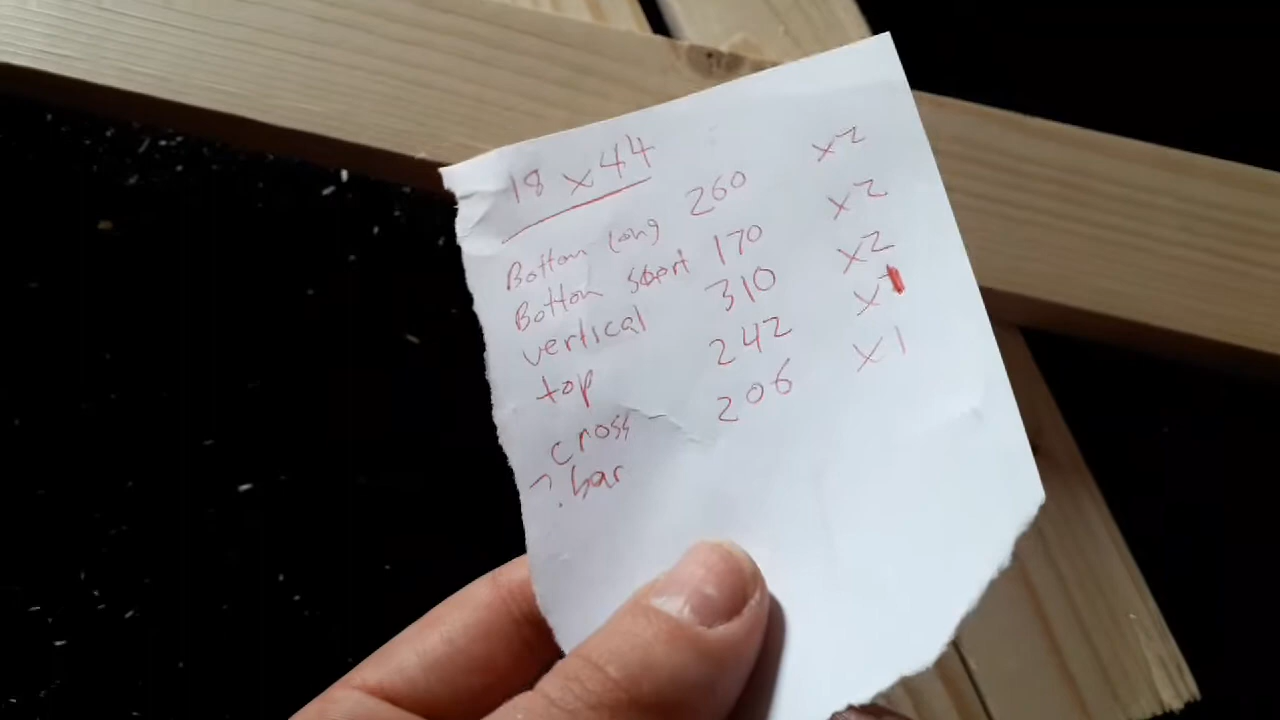 18 x 44
Bottom long 260 x2
Bottom short 170 x2
vertical 310 x2
top 242 x1
cross 206 x1
?.bar